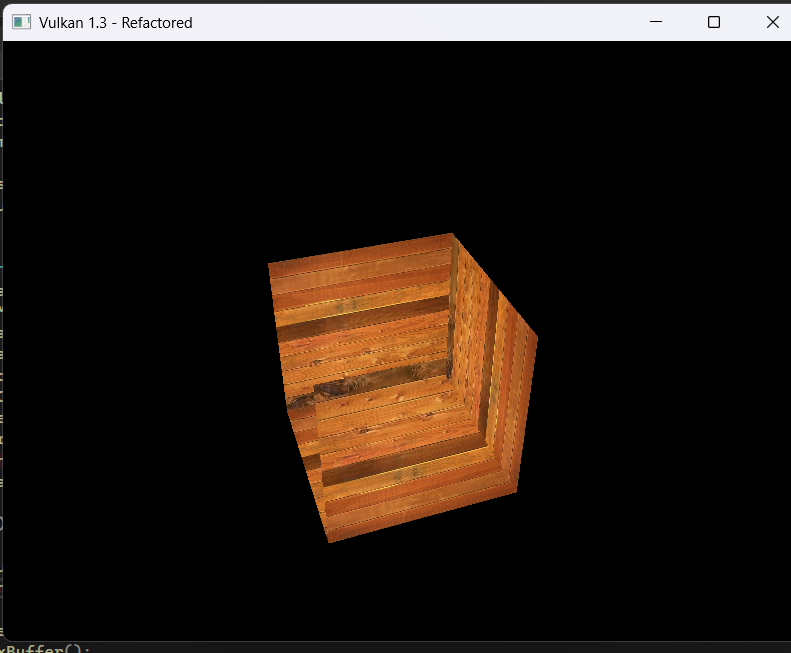 Vulkan 1.3 - Refactored
xBuffer();